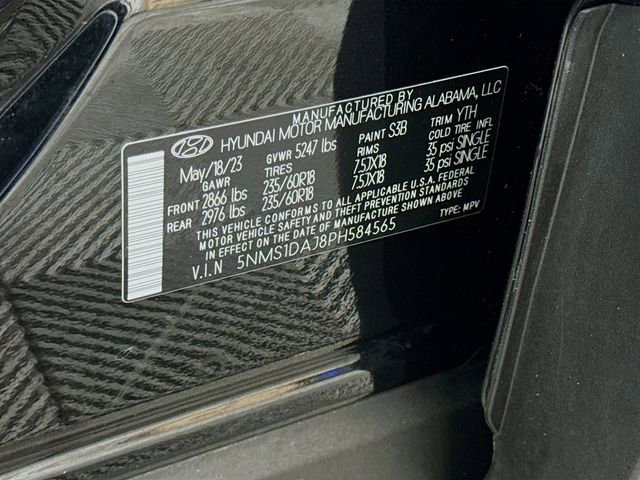 MANUFACTURED BY
HYUNDAI MOTOR MANUFACTURING ALABAMA, LLC
May/18/23 GVWR 5247 lbs PAINT S3B TRIM YTH
GAWR TIRES RIMS COLD TIRE INFL
FRONT 2866 lbs 235/60R18 7.5JX18 35 psi SINGLE
REAR 2976 lbs 235/60R18 7.5JX18 35 psi SINGLE
THIS VEHICLE CONFORMS TO ALL APPLICABLE U.S.A. FEDERAL
MOTOR VEHICLE SAFETY AND THEFT PREVENTION STANDARDS
IN EFFECT ON THE DATE OF MANUFACTURE SHOWN ABOVE.
V.I.N 5NMS1DAJ8PH584565 TYPE: MPV